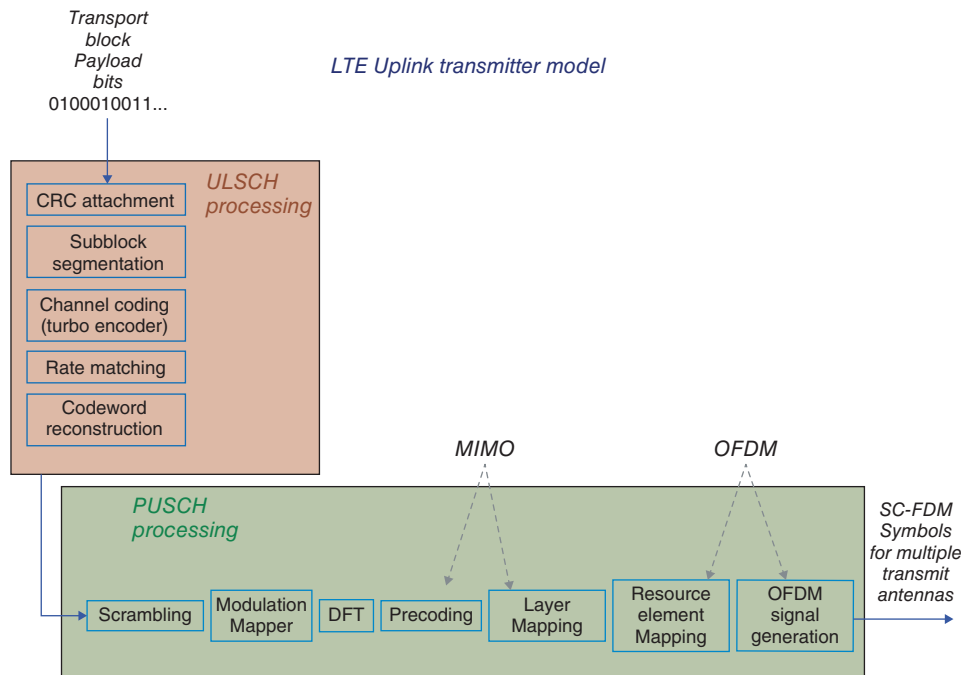 Transport
block
Payload
bits
0100010011...
LTE Uplink transmitter model
ULSCH
processing
CRC attachment
Subblock
segmentation
Channel coding
(turbo encoder)
Rate matching
Codeword
reconstruction
MIMO
OFDM
PUSCH
processing
Scrambling
Modulation
Mapper
DFT
Precoding
Layer
Mapping
Resource
element
Mapping
OFDM
signal
generation
SC-FDM
Symbols
for multiple
transmit
antennas